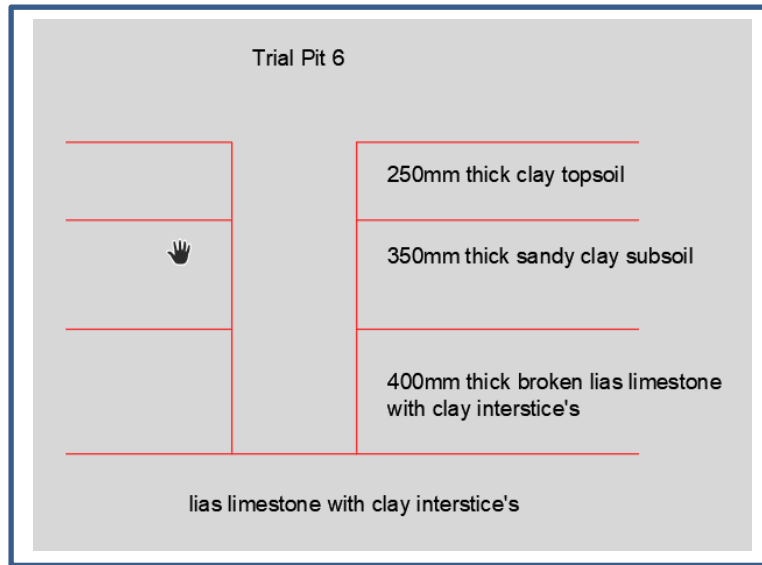 Trial Pit 6
250mm thick clay topsoil
350mm thick sandy clay subsoil
400mm thick broken lias limestone
with clay interstice's
lias limestone with clay interstice's